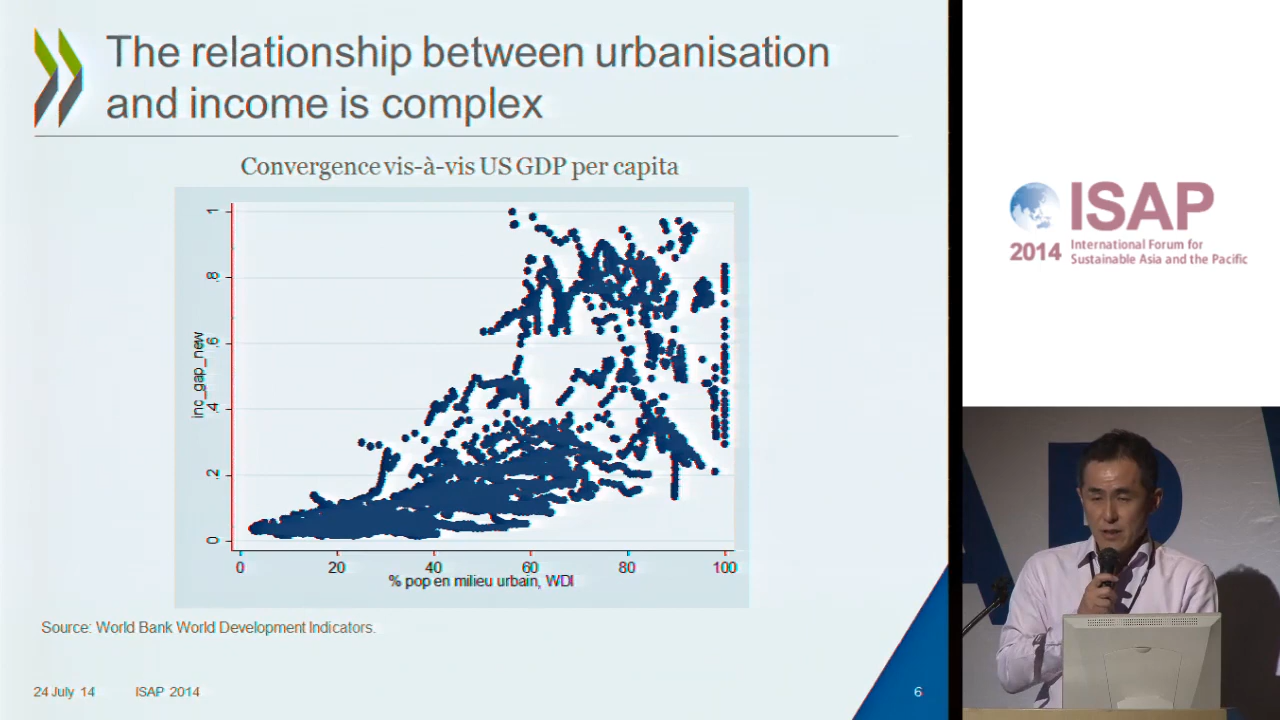 The relationship between urbanisation
and income is complex
Convergence vis-à-vis US GDP per capita
1
.8
.6
.4
.2
0
inc_gap_new
0 20 40 60 80 100
% pop en milieu urbain, WDI
Source: World Bank World Development Indicators.
24 July 14 ISAP 2014 6
ISAP
2014 International Forum for
Sustainable Asia and the Pacific